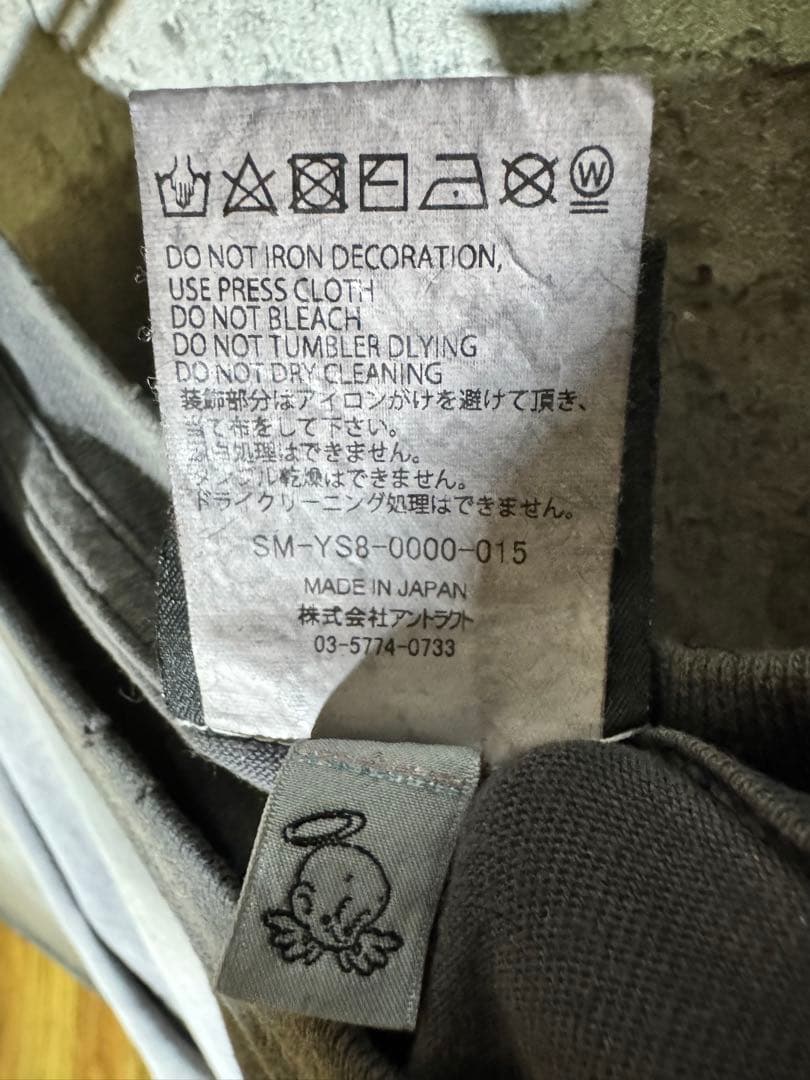 W
DO NOT IRON DECORATION,
USE PRESS CLOTH
DO NOT BLEACH
DO NOT TUMBLER DLYING
DO NOT DRY CLEANING
装飾部分はアイロンがけを避けて頂き、
当て布をして下さい。
処理はできません。
乾燥はできません。
ドライクリーニング処理はできません。
SM-YS8-0000-015
MADE IN JAPAN
株式会社アントラクト
03-5774-0733